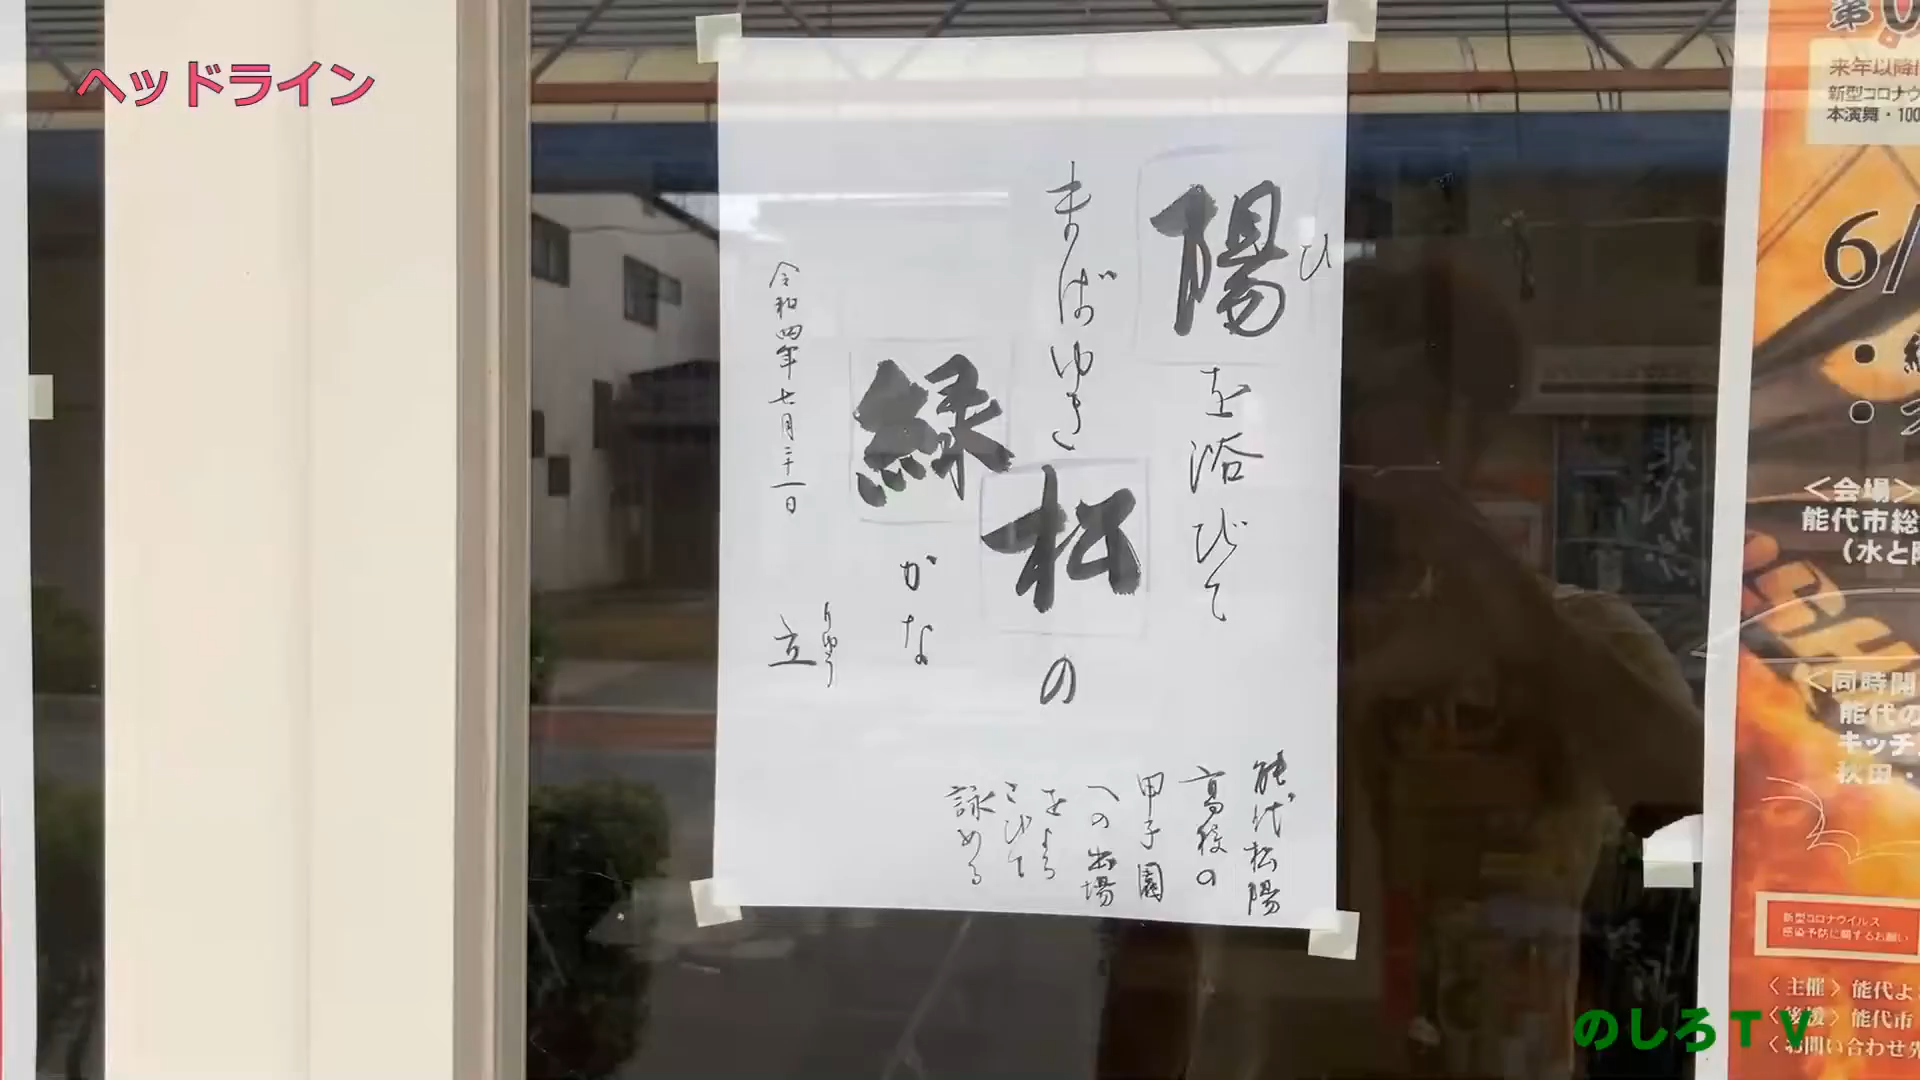 ヘッドライン
陽を浴びて
ひ
まばゆき松の
緑かな
令和四年七月二十一日
立
りゅう
能代松陽
高校の
甲子園
への出場
をよろ
こびて
詠める
第
来年以降
新型コロナウ
本演舞・100
6/
<会場>
能代市総
(水と
<同時開
能代の
キッチ
秋田・
新型コロナウイルス
感染予防に関するお願い
<主催> 能代よ
<後援> 能代市
<お問い合わせ先
のしろTV